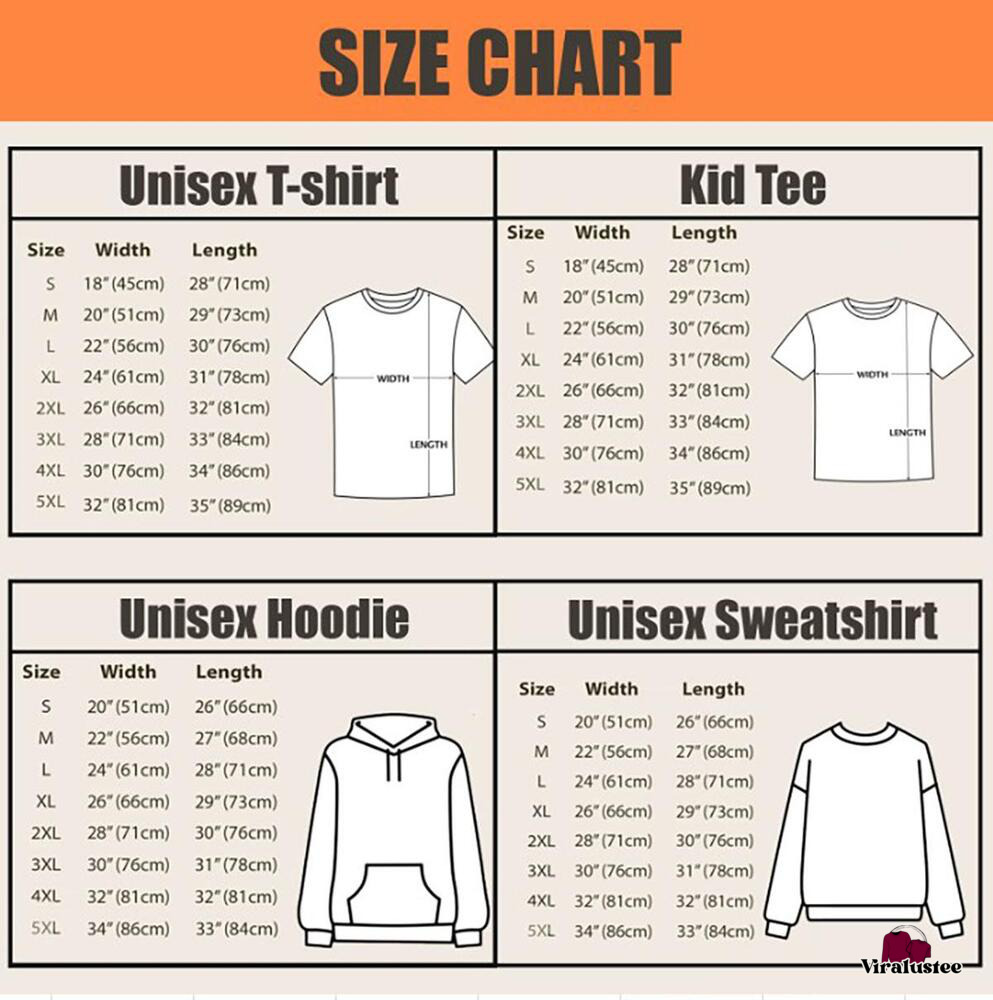 SIZE CHART
Unisex T-shirt
Size Width Length
S 18"(45cm) 28"(71cm)
M 20"(51cm) 29"(73cm)
L 22"(56cm) 30"(76cm)
XL 24"(61cm) 31"(78cm)
2XL 26"(66cm) 32"(81cm)
3XL 28"(71cm) 33"(84cm)
4XL 30"(76cm) 34"(86cm)
5XL 32"(81cm) 35"(89cm)
WIDTH
LENGTH
Kid Tee
Size Width Length
S 18"(45cm) 28"(71cm)
M 20"(51cm) 29"(73cm)
L 22"(56cm) 30"(76cm)
XL 24"(61cm) 31"(78cm)
2XL 26"(66cm) 32"(81cm)
3XL 28"(71cm) 33"(84cm)
4XL 30"(76cm) 34"(86cm)
5XL 32"(81cm) 35"(89cm)
WIDTH
LENGTH
Unisex Hoodie
Size Width Length
S 20"(51cm) 26"(66cm)
M 22"(56cm) 27"(68cm)
L 24"(61cm) 28"(71cm)
XL 26"(66cm) 29"(73cm)
2XL 28"(71cm) 30"(76cm)
3XL 30"(76cm) 31"(78cm)
4XL 32"(81cm) 32"(81cm)
5XL 34"(86cm) 33"(84cm)
Unisex Sweatshirt
Size Width Length
S 20"(51cm) 26"(66cm)
M 22"(56cm) 27"(68cm)
L 24"(61cm) 28"(71cm)
XL 26"(66cm) 29"(73cm)
2XL 28"(71cm) 30"(76cm)
3XL 30"(76cm) 31"(78cm)
4XL 32"(81cm) 32"(81cm)
5XL 34"(86cm) 33"(84cm)
Viralustee